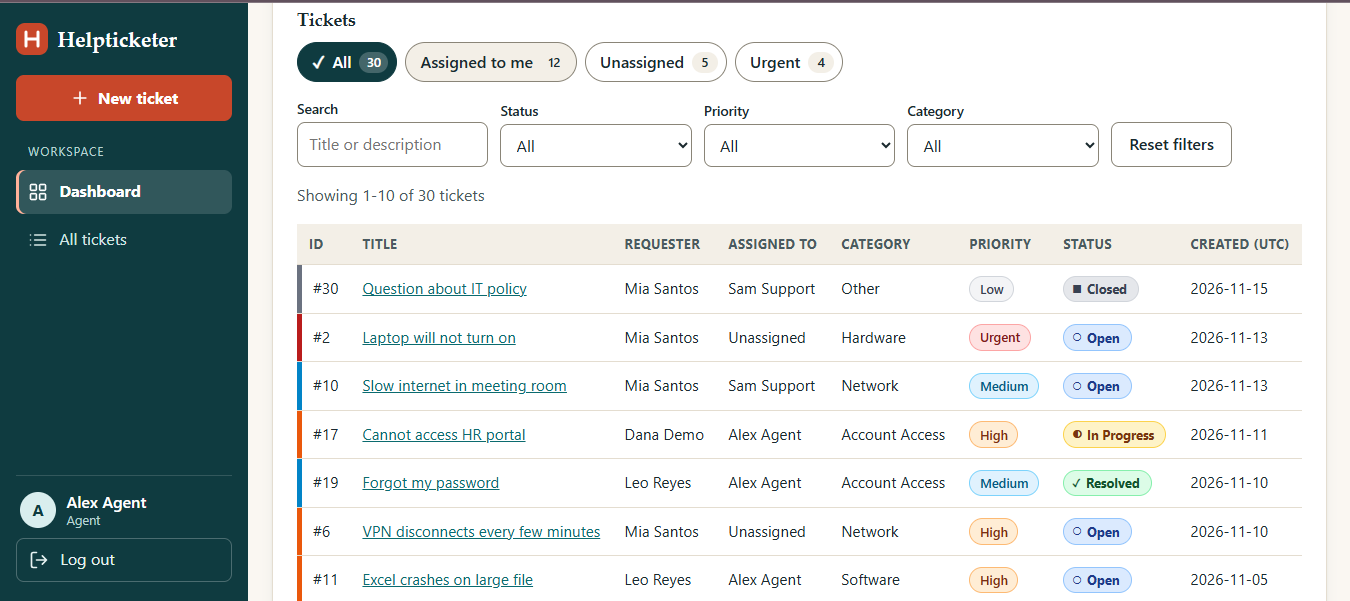 Helpticketer
+ New ticket
WORKSPACE
Dashboard
All tickets
A
Alex Agent
Agent
Log out
Tickets
✓ All 30
Assigned to me 12
Unassigned 5
Urgent 4
Search
Status
Priority
Category
Title or description
All
All
All
Reset filters
Showing 1-10 of 30 tickets
ID TITLE REQUESTER ASSIGNED TO CATEGORY PRIORITY STATUS CREATED (UTC)
#30 Question about IT policy Mia Santos Sam Support Other Low ■ Closed 2026-11-15
#2 Laptop will not turn on Mia Santos Unassigned Hardware Urgent ○ Open 2026-11-13
#10 Slow internet in meeting room Mia Santos Sam Support Network Medium ○ Open 2026-11-13
#17 Cannot access HR portal Dana Demo Alex Agent Account Access High ◐ In Progress 2026-11-11
#19 Forgot my password Leo Reyes Alex Agent Account Access Medium ✓ Resolved 2026-11-10
#6 VPN disconnects every few minutes Mia Santos Unassigned Network High ○ Open 2026-11-10
#11 Excel crashes on large file Leo Reyes Alex Agent Software High ○ Open 2026-11-05